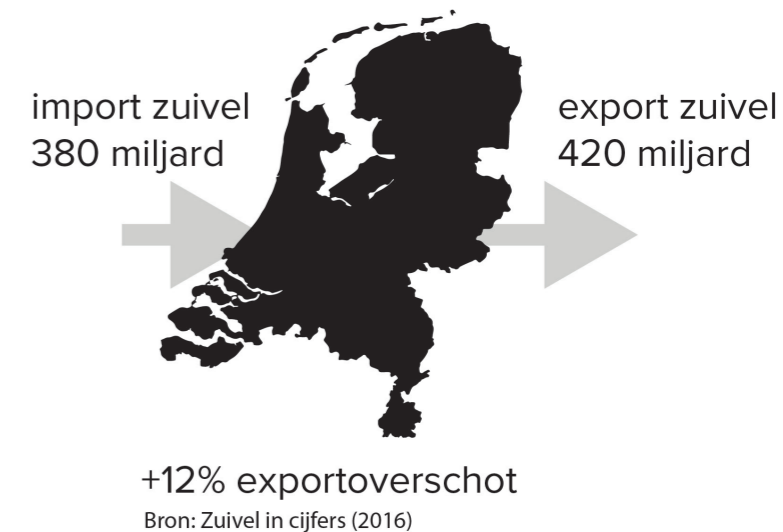 import zuivel
380 miljard
export zuivel
420 miljard
+12% exportoverschot
Bron: Zuivel in cijfers (2016)